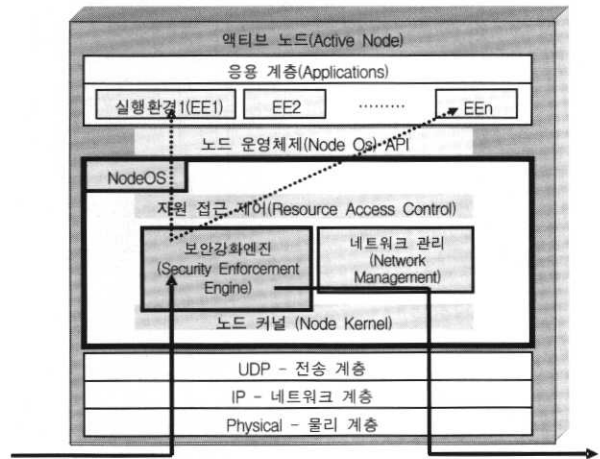 액티브 노드(Active Node)
응용 계층(Applications)
실행환경1(EE1)
EE2
·········
EEn
노드 운영체제(Node Os) API
NodeOS
자원 접근 제어(Resource Access Control)
보안강화엔진
(Security Enforcement
Engine)
네트워크 관리
(Network
Management)
노드 커널 (Node Kernel)
UDP - 전송 계층
IP - 네트워크 계층
Physical - 물리 계층